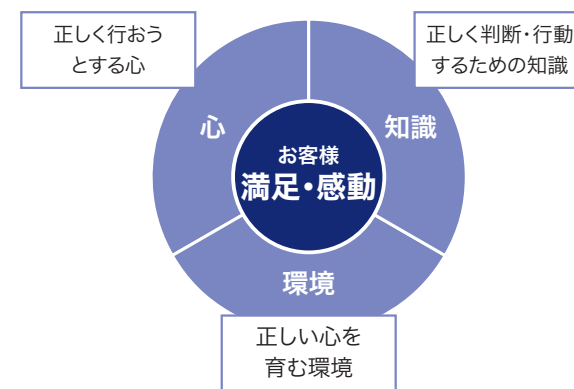 正しく行おう
とする心
正しく判断・行動
するための知識
心
知識
お客様
満足・感動
環境
正しい心を
育む環境